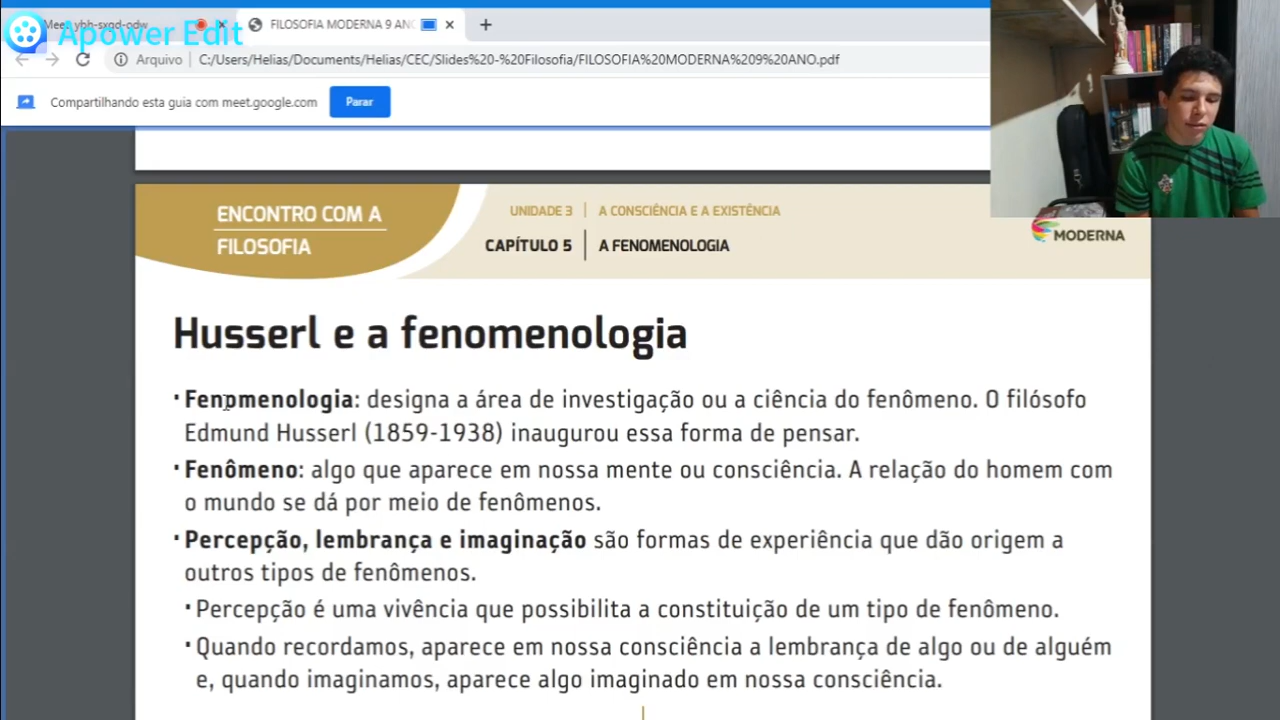 Meet ybh-sxqd-qdw
FILOSOFIA MODERNA 9 AN
Apower Edit
Arquivo
C:/Users/Helias/Documents/Helias/CEC/Slides%20-%20Filosofia/FILOSOFIA%20MODERNA%209%20ANO.pdf
Compartilhando esta guia com meet.google.com
Parar
ENCONTRO COM A
FILOSOFIA
UNIDADE 3 | A CONSCIÊNCIA E A EXISTÊNCIA
CAPÍTULO 5 | A FENOMENOLOGIA
MODERNA
Husserl e a fenomenologia
· Fenomenologia: designa a área de investigação ou a ciência do fenômeno. O filósofo
Edmund Husserl (1859-1938) inaugurou essa forma de pensar.
· Fenômeno: algo que aparece em nossa mente ou consciência. A relação do homem com
o mundo se dá por meio de fenômenos.
· Percepção, lembrança e imaginação são formas de experiência que dão origem a
outros tipos de fenômenos.
· Percepção é uma vivência que possibilita a constituição de um tipo de fenômeno.
· Quando recordamos, aparece em nossa consciência a lembrança de algo ou de alguém
e, quando imaginamos, aparece algo imaginado em nossa consciência.